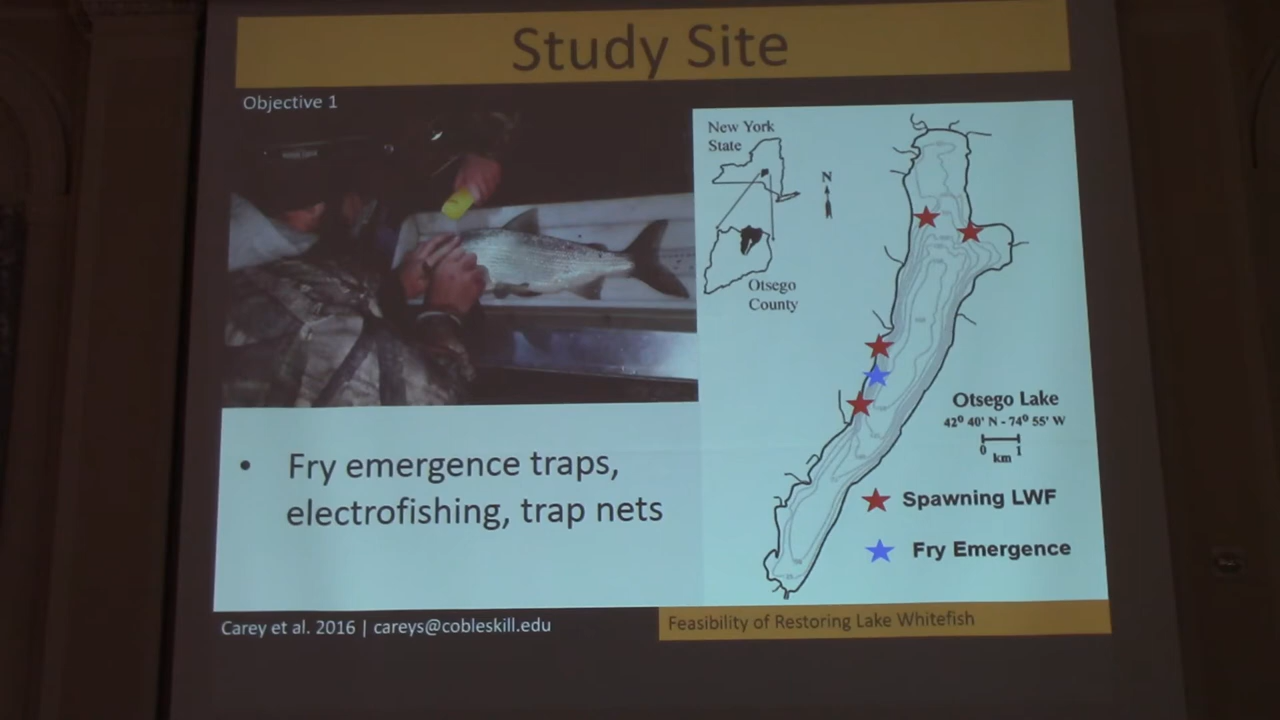 Study Site
Objective 1
New York
State
N
Otsego
County
Otsego Lake
42⁰ 40' N - 74⁰ 55' W
0 1
km
Spawning LWF
Fry Emergence
• Fry emergence traps,
electrofishing, trap nets
Carey et al. 2016 | careys@cobleskill.edu
Feasibility of Restoring Lake Whitefish